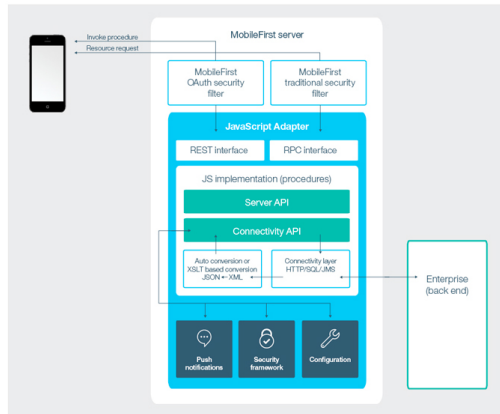 MobileFirst server
Invoke procedure
Resource request
MobileFirst
OAuth security
filter
MobileFirst
traditional security
filter
JavaScript Adapter
REST interface
RPC interface
JS implementation (procedures)
Server API
Connectivity API
Auto conversion or
XSLT based conversion
JSON ← XML
Connectivity layer
HTTP/SQL/JMS
Enterprise
(back end)
Push
notifications
Security
framework
Configuration